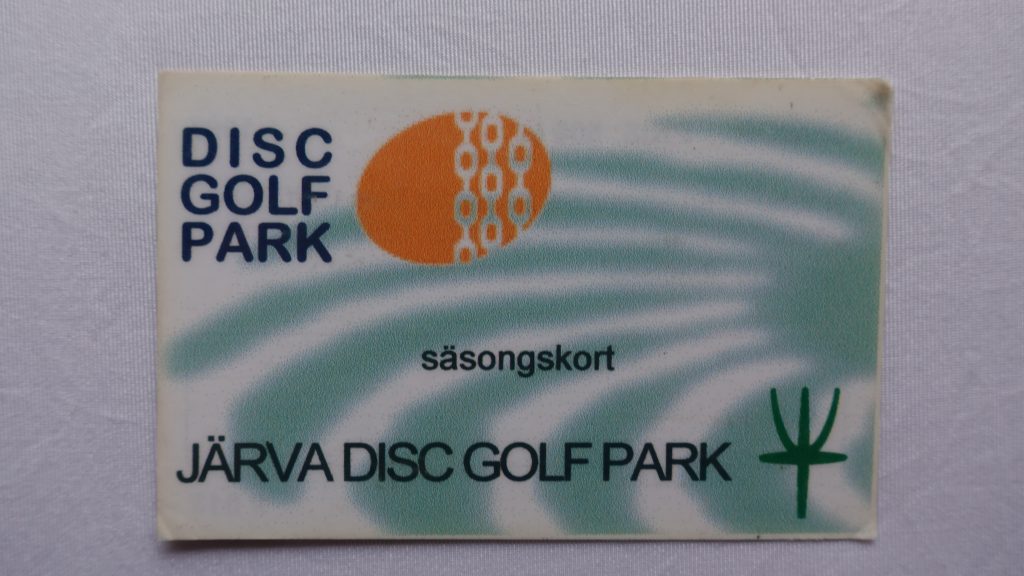 DISC
GOLF
PARK
säsongskort
JÄRVA DISC GOLF PARK